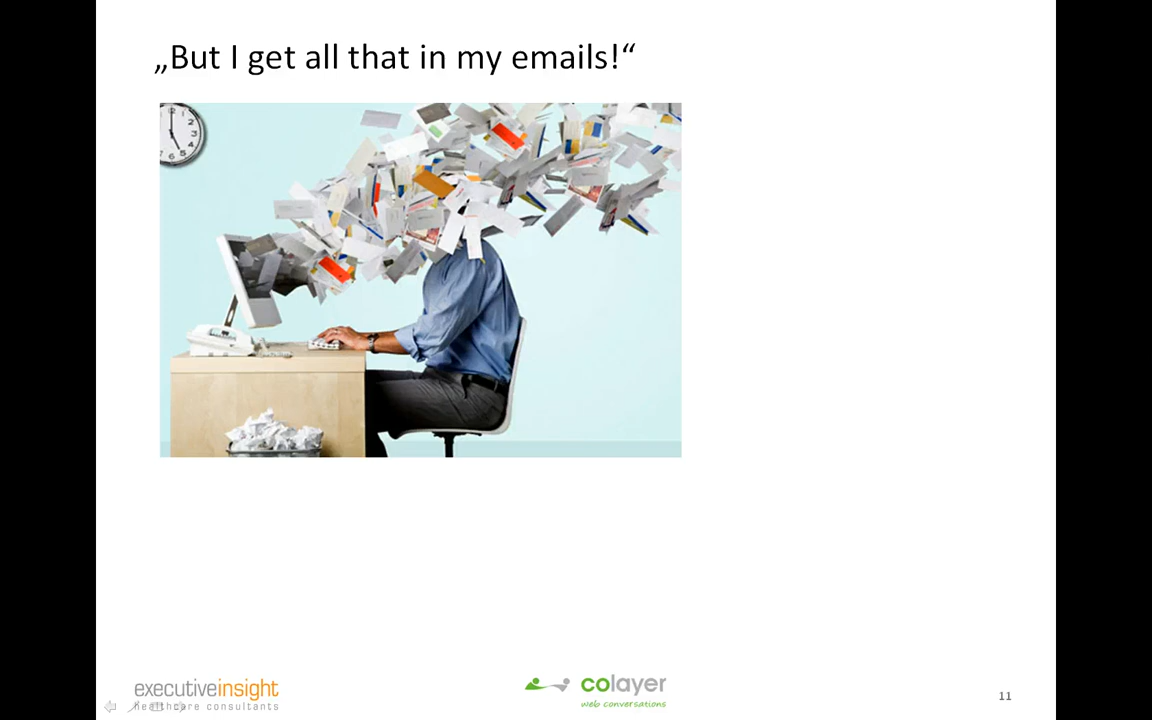 „But I get all that in my emails!“
executiveinsight
healthcare consultants
colayer
web conversations
11